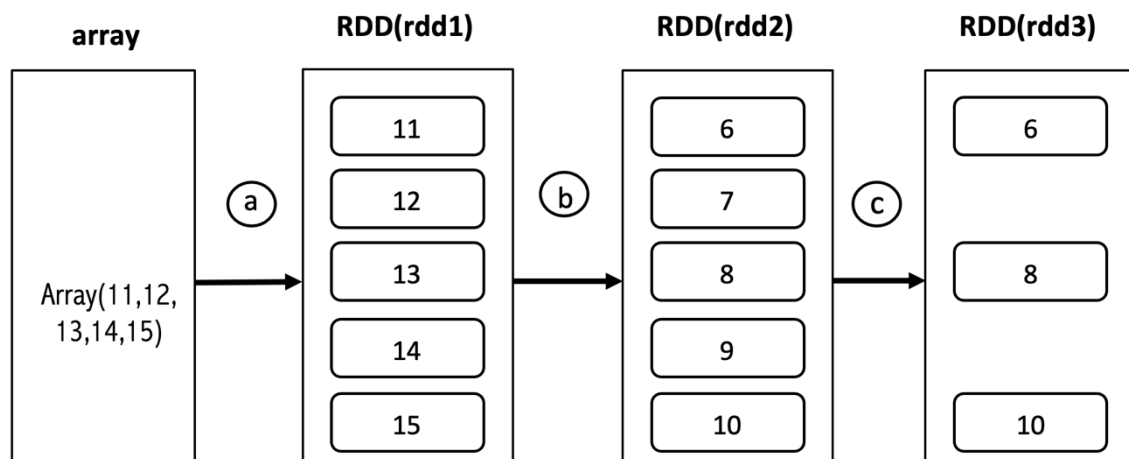 array
RDD(rdd1)
RDD(rdd2)
RDD(rdd3)
Array(11,12,
13,14,15)
a
11
12
13
14
15
b
6
7
8
9
10
c
6
8
10